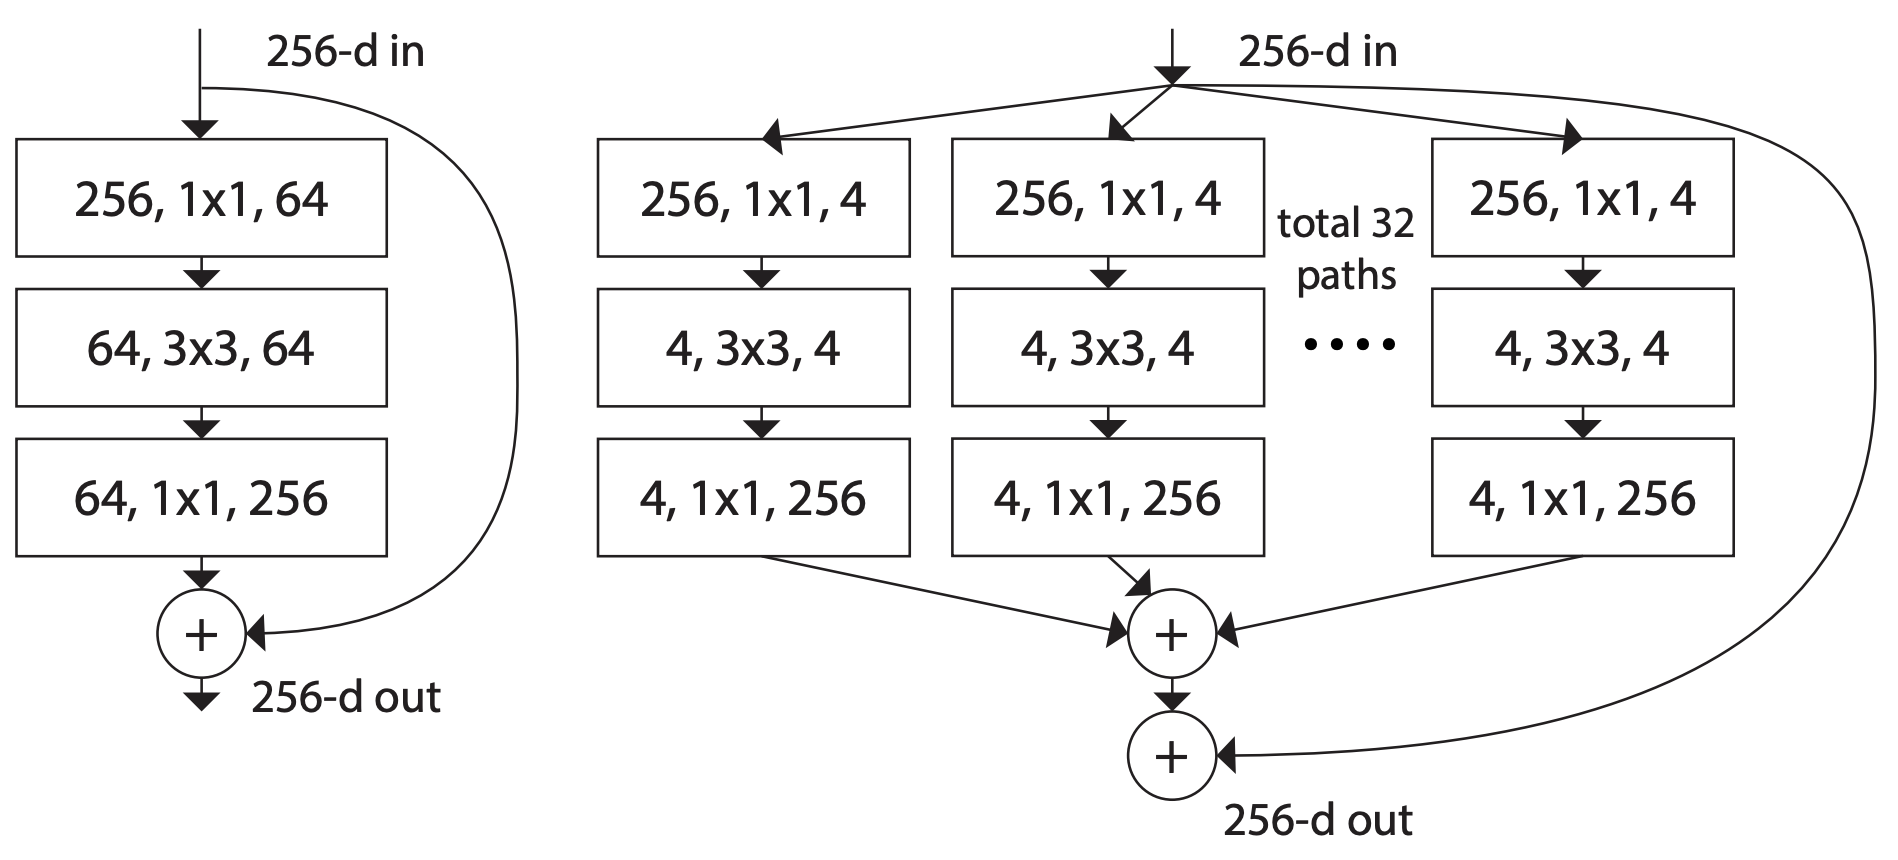 256-d in
256, 1x1, 64
64, 3x3, 64
64, 1x1, 256
+
256-d out
256-d in
256, 1x1, 4
4, 3x3, 4
4, 1x1, 256
256, 1x1, 4
4, 3x3, 4
4, 1x1, 256
total 32
paths
....
256, 1x1, 4
4, 3x3, 4
4, 1x1, 256
+
+
256-d out